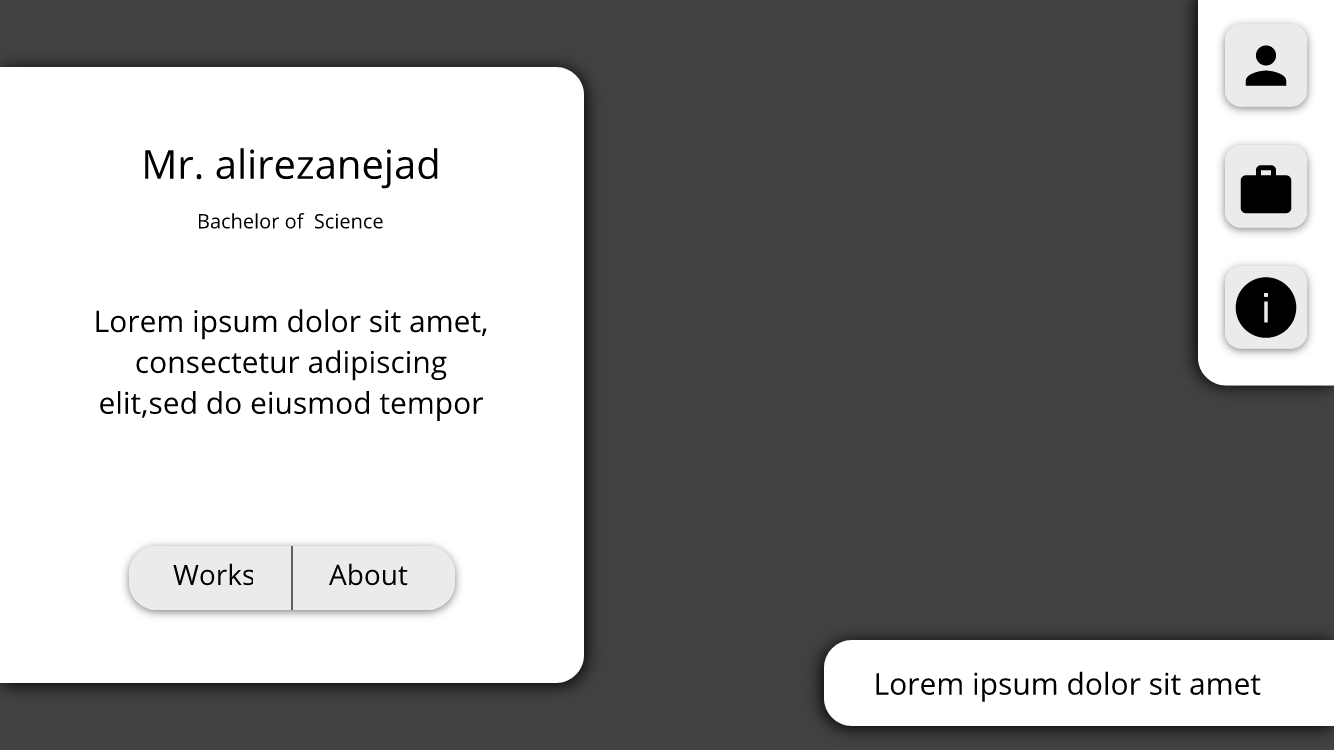 Mr. alirezanejad
Bachelor of  Science
Lorem ipsum dolor sit amet,
consectetur adipiscing
elit,sed do eiusmod tempor
Works
About
i
Lorem ipsum dolor sit amet